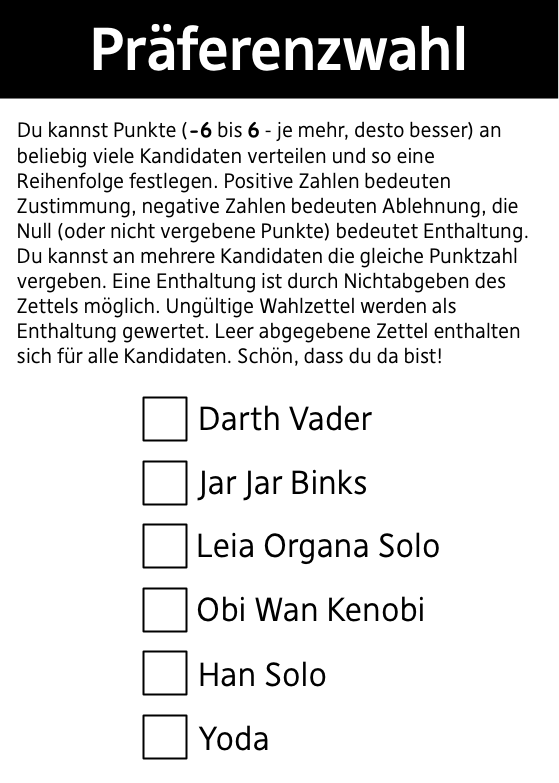 Präferenzwahl
Du kannst Punkte (-6 bis 6 - je mehr, desto besser) an
beliebig viele Kandidaten verteilen und so eine
Reihenfolge festlegen. Positive Zahlen bedeuten
Zustimmung, negative Zahlen bedeuten Ablehnung, die
Null (oder nicht vergebene Punkte) bedeutet Enthaltung.
Du kannst an mehrere Kandidaten die gleiche Punktzahl
vergeben. Eine Enthaltung ist durch Nichtabgeben des
Zettels möglich. Ungültige Wahlzettel werden als
Enthaltung gewertet. Leer abgegebene Zettel enthalten
sich für alle Kandidaten. Schön, dass du da bist!
Darth Vader
Jar Jar Binks
Leia Organa Solo
Obi Wan Kenobi
Han Solo
Yoda